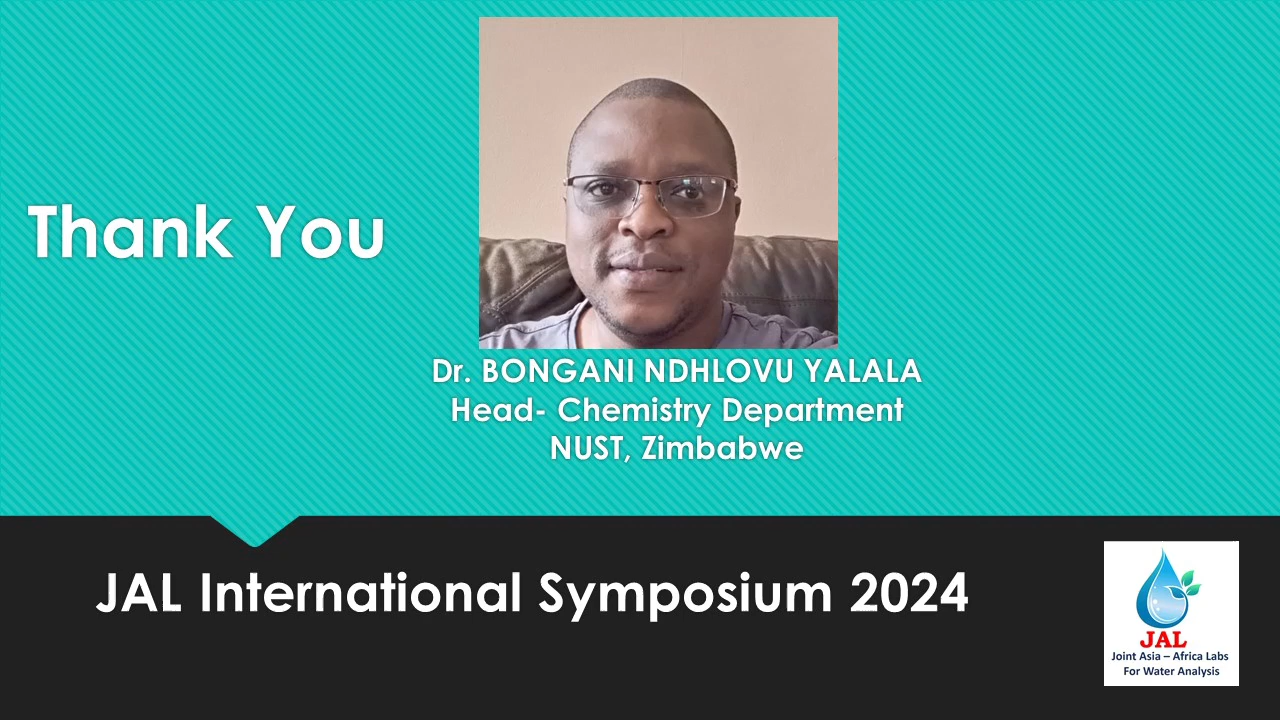 Thank You
Dr. BONGANI NDHLOVU YALALA
Head- Chemistry Department
NUST, Zimbabwe
JAL International Symposium 2024
JAL
Joint Asia – Africa Labs
For Water Analysis